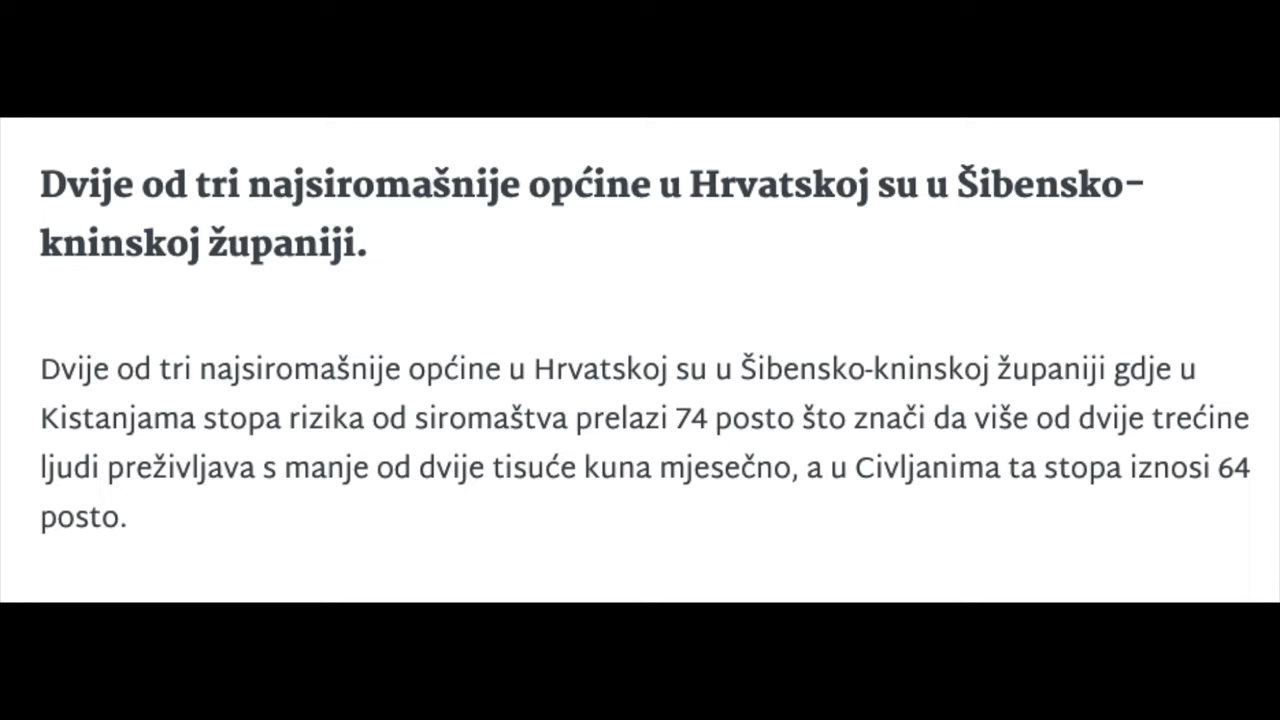 Dvije od tri najsiromašnije općine u Hrvatskoj su u Šibensko-
kninskoj županiji.
Dvije od tri najsiromašnije općine u Hrvatskoj su u Šibensko-kninskoj županiji gdje u
Kistanjama stopa rizika od siromaštva prelazi 74 posto što znači da više od dvije trećine
ljudi preživljava s manje od dvije tisuće kuna mjesečno, a u Civljanima ta stopa iznosi 64
posto.